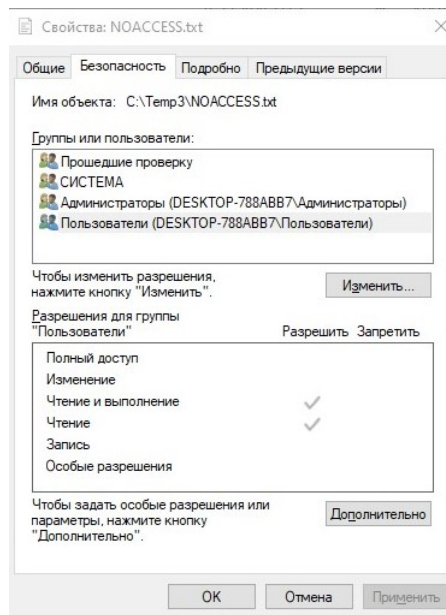 Свойства: NOACCESS.txt
Общие Безопасность Подробно Предыдущие версии
Имя объекта: C:\Temp3\NOACCESS.txt
Группы или пользователи:
Прошедшие проверку
СИСТЕМА
Администраторы (DESKTOP-788ABB7\Администраторы)
Пользователи (DESKTOP-788ABB7\Пользователи)
Чтобы изменить разрешения,
нажмите кнопку "Изменить".
Изменить...
Разрешения для группы
"Пользователи" Разрешить Запретить
Полный доступ
Изменение
Чтение и выполнение
Чтение
Запись
Особые разрешения
Чтобы задать особые разрешения или
параметры, нажмите кнопку
"Дополнительно".
Дополнительно
ОК Отмена Применить